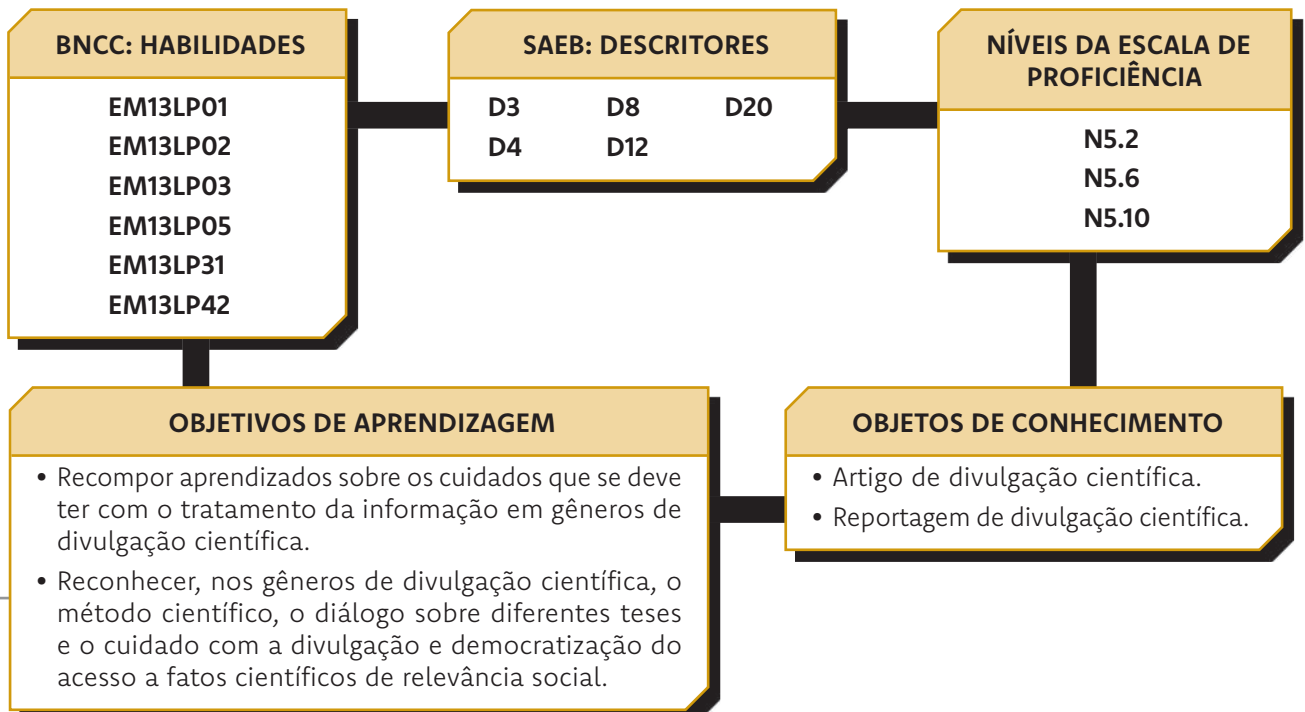 BNCC: HABILIDADES
EM13LP01
EM13LP02
EM13LP03
EM13LP05
EM13LP31
EM13LP42
SAEB: DESCRITORES
D3 D8 D20
D4 D12
NÍVEIS DA ESCALA DE
PROFICIÊNCIA
N5.2
N5.6
N5.10
OBJETIVOS DE APRENDIZAGEM
• Recompor aprendizados sobre os cuidados que se deve
ter com o tratamento da informação em gêneros de
divulgação científica.
• Reconhecer, nos gêneros de divulgação científica, o
método científico, o diálogo sobre diferentes teses
e o cuidado com a divulgação e democratização do
acesso a fatos científicos de relevância social.
OBJETOS DE CONHECIMENTO
• Artigo de divulgação científica.
• Reportagem de divulgação científica.